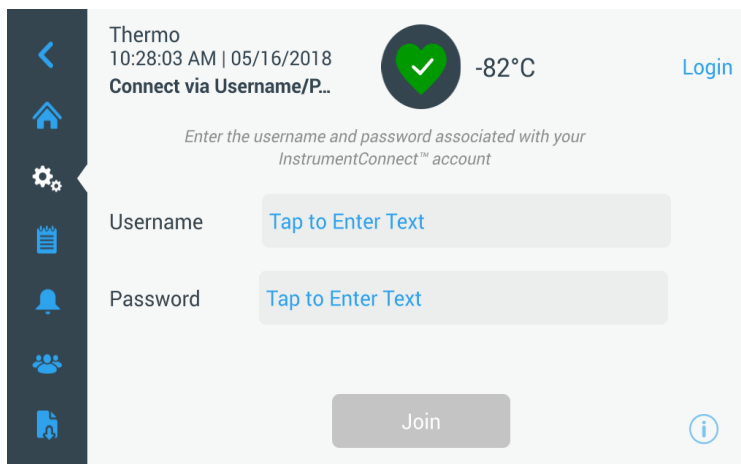 Thermo
10:28:03 AM | 05/16/2018
Connect via Username/P...
-82°C
Login
Enter the username and password associated with your
InstrumentConnect™ account
Username
Tap to Enter Text
Password
Tap to Enter Text
Join